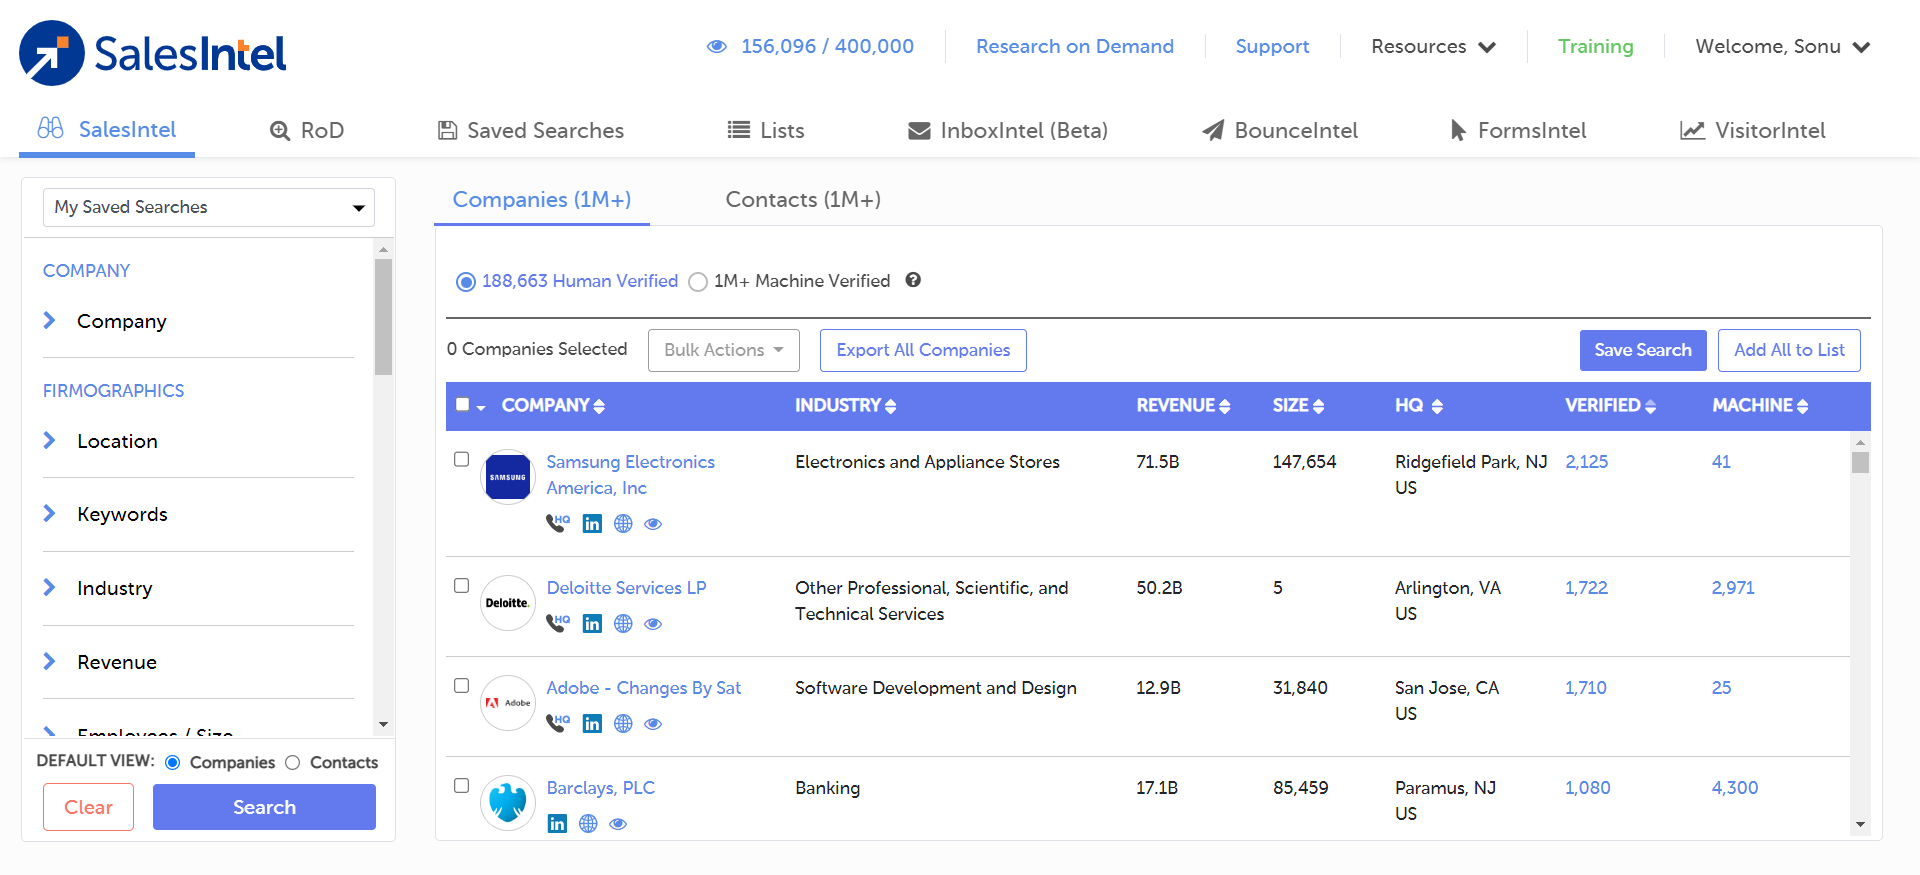 SalesIntel
156,096 / 400,000
Research on Demand
Support
Resources
Training
Welcome, Sonu
SalesIntel
RoD
Saved Searches
Lists
InboxIntel (Beta)
BounceIntel
FormsIntel
VisitorIntel
My Saved Searches
COMPANY
Company
FIRMOGRAPHICS
Location
Keywords
Industry
Revenue
Employees / Size
DEFAULT VIEW: Companies Contacts
Clear
Search
Companies (1M+)
Contacts (1M+)
188,663 Human Verified
1M+ Machine Verified
?
0 Companies Selected
Bulk Actions
Export All Companies
Save Search
Add All to List
COMPANY INDUSTRY REVENUE SIZE HQ VERIFIED MACHINE
SAMSUNG
Samsung Electronics Electronics and Appliance Stores 71.5B 147,654 Ridgefield Park, NJ 2,125 41
America, Inc US
HQ in
Deloitte.
Deloitte Services LP Other Professional, Scientific, and 50.2B 5 Arlington, VA 1,722 2,971
Technical Services US
HQ in
Adobe
Adobe - Changes By Sat Software Development and Design 12.9B 31,840 San Jose, CA 1,710 25
US
HQ in
Barclays, PLC Banking 17.1B 85,459 Paramus, NJ 1,080 4,300
US
in